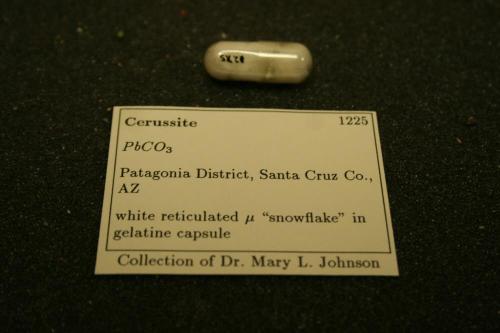 Cerussite 1225
PbCO₃
Patagonia District, Santa Cruz Co.,
AZ
white reticulated μ “snowflake” in
gelatine capsule
Collection of Dr. Mary L. Johnson